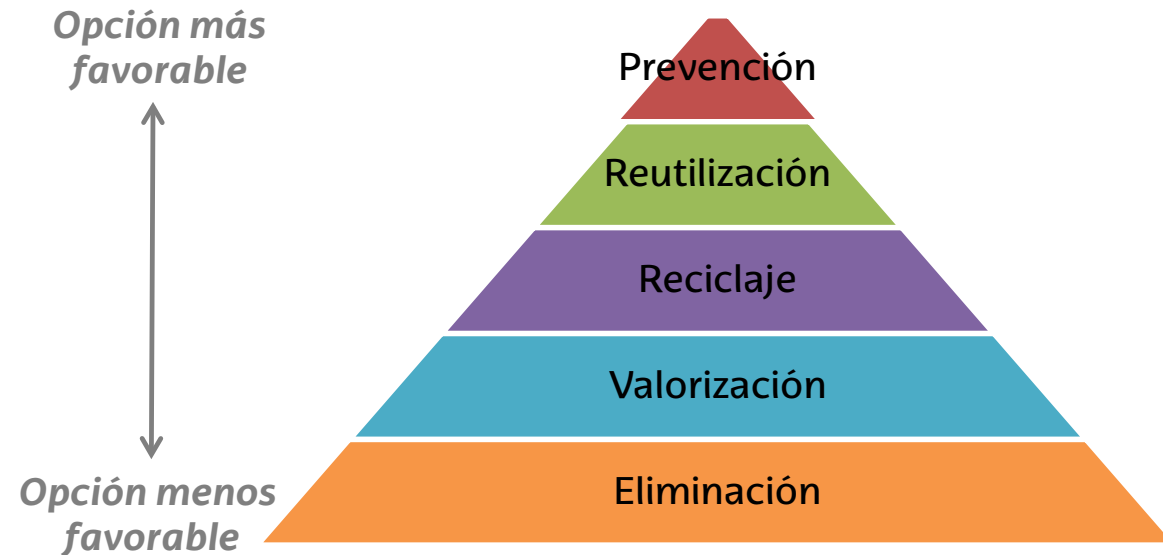 Opción más
favorable
Prevención
Reutilización
Reciclaje
Valorización
Eliminación
Opción menos
favorable